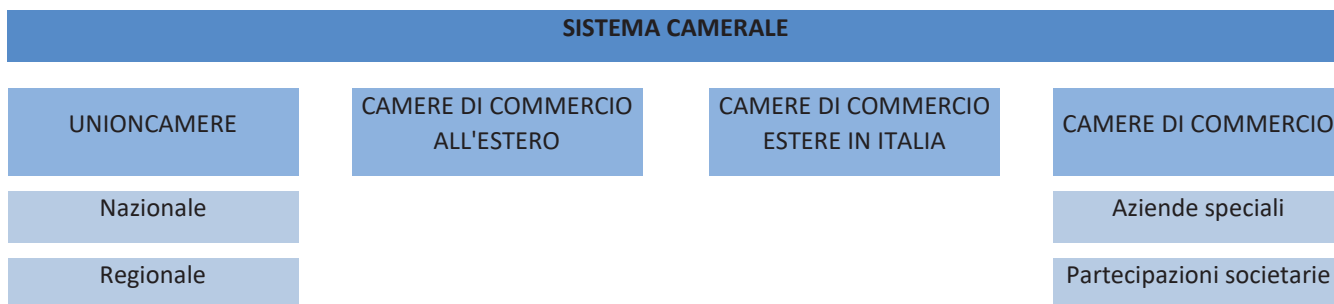 SISTEMA CAMERALE
UNIONCAMERE
CAMERE DI COMMERCIO
ALL'ESTERO
CAMERE DI COMMERCIO
ESTERE IN ITALIA
CAMERE DI COMMERCIO
Nazionale
Aziende speciali
Regionale
Partecipazioni societarie